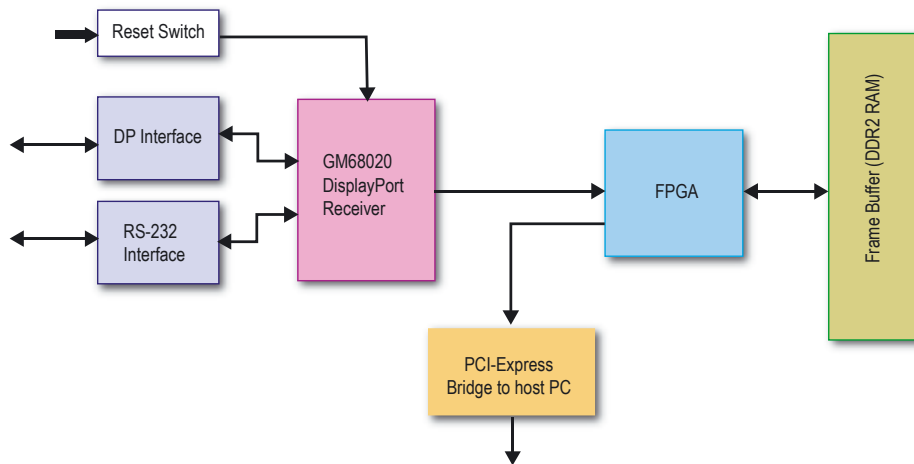 Reset Switch
DP Interface
RS-232
Interface
GM68020
DisplayPort
Receiver
FPGA
Frame Buffer (DDR2 RAM)
PCI-Express
Bridge to host PC